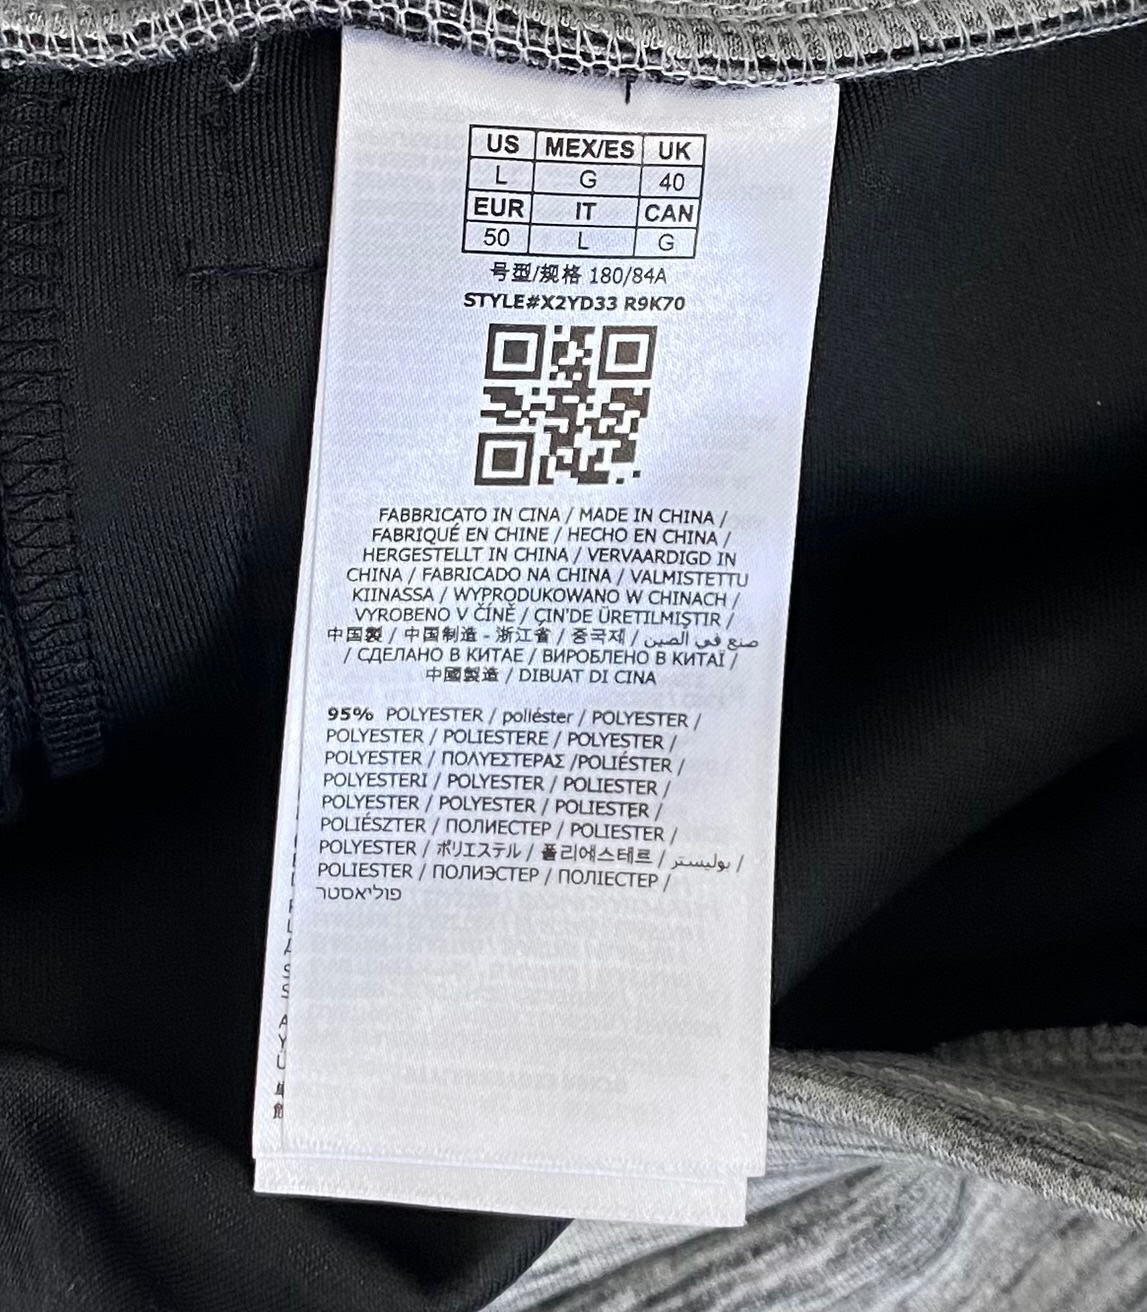 US MEX/ES UK
L G 40
EUR IT CAN
50 L G
号型/规格 180/84A
STYLE#X2YD33 R9K70
FABBRICATO IN CINA / MADE IN CHINA /
FABRIQUÉ EN CHINE / HECHO EN CHINA /
HERGESTELLT IN CHINA / VERVAARDIGD IN
CHINA / FABRICADO NA CHINA / VALMISTETTU
KIINASSA / WYPRODUKOWANO W CHINACH /
VYROBENO V ČÍNĚ / ÇIN'DE ÜRETILMIŞTIR /
中国製 / 中国制造 - 浙江省 / 중국제 / صنع في الصين
/ СДЕЛАНО В КИТАЕ / ВИРОБЛЕНО В КИТАЇ /
中國製造 / DIBUAT DI CINA
95% POLYESTER / poliéster / POLYESTER /
POLYESTER / POLIESTERE / POLYESTER /
POLYESTER / ΠΟΛΥΕΣΤΕΡΑΣ /POLIÉSTER /
POLYESTERI / POLYESTER / POLIESTER /
POLYESTER / POLYESTER / POLIESTER /
POLIÉSZTER / ПОЛИЕСТЕР / POLIESTER /
POLYESTER / ポリエステル / 폴리에스테르 / بوليستر /
POLIESTER / ПОЛИЭСТЕР / ПОЛІЕСТЕР /
פוליאסטר